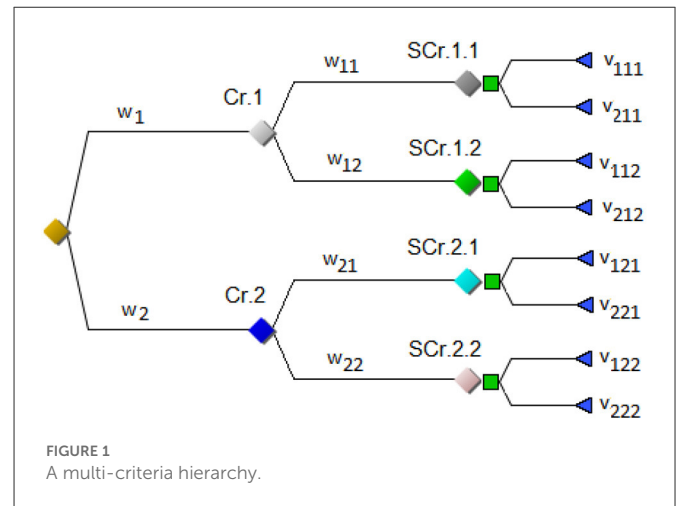 SCr.1.1
w11
v111
Cr.1
v211
w1
SCr.1.2
w12
v112
v212
SCr.2.1
w21
v121
Cr.2
v221
w2
SCr.2.2
w22
v122
v222
FIGURE 1
A multi-criteria hierarchy.